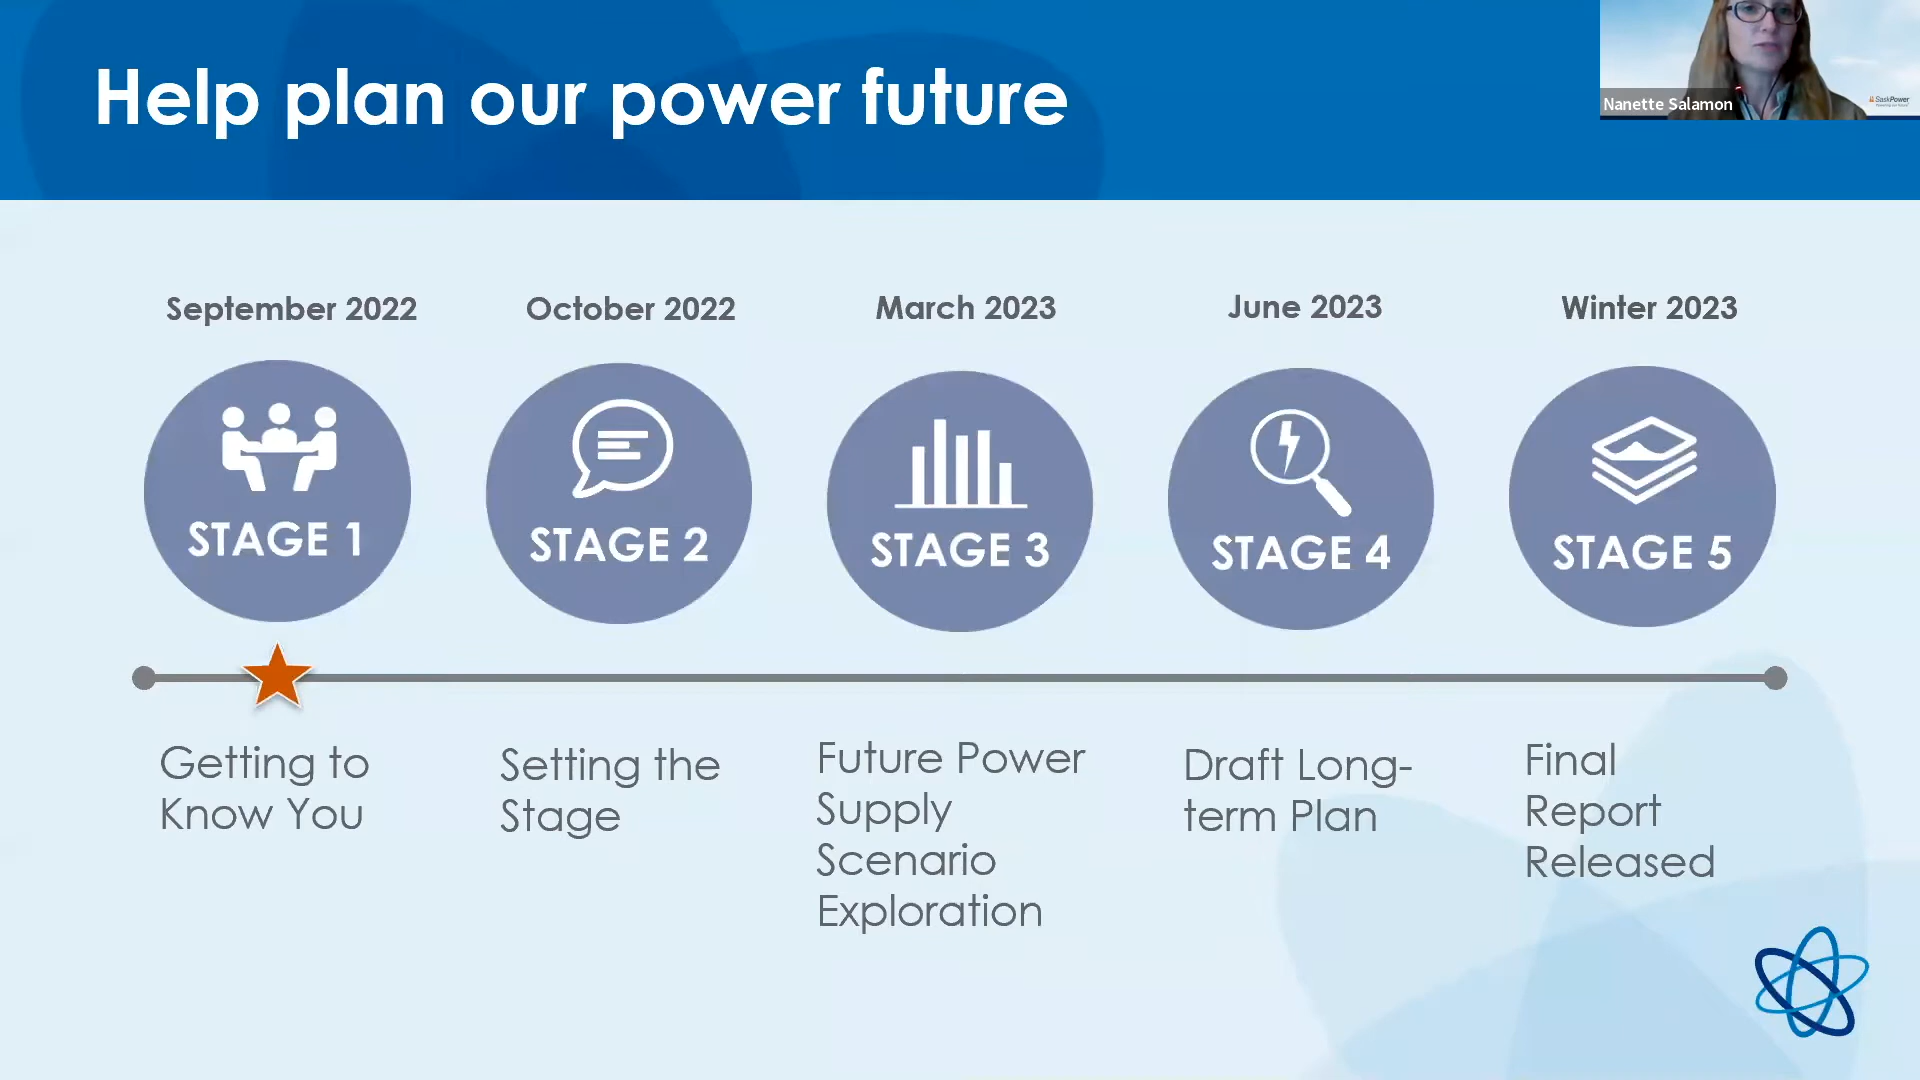 Help plan our power future
Nanette Salamon
SaskPower
September 2022
October 2022
March 2023
June 2023
Winter 2023
STAGE 1
STAGE 2
STAGE 3
STAGE 4
STAGE 5
Getting to
Know You
Setting the
Stage
Future Power
Supply
Scenario
Exploration
Draft Long-
term Plan
Final
Report
Released